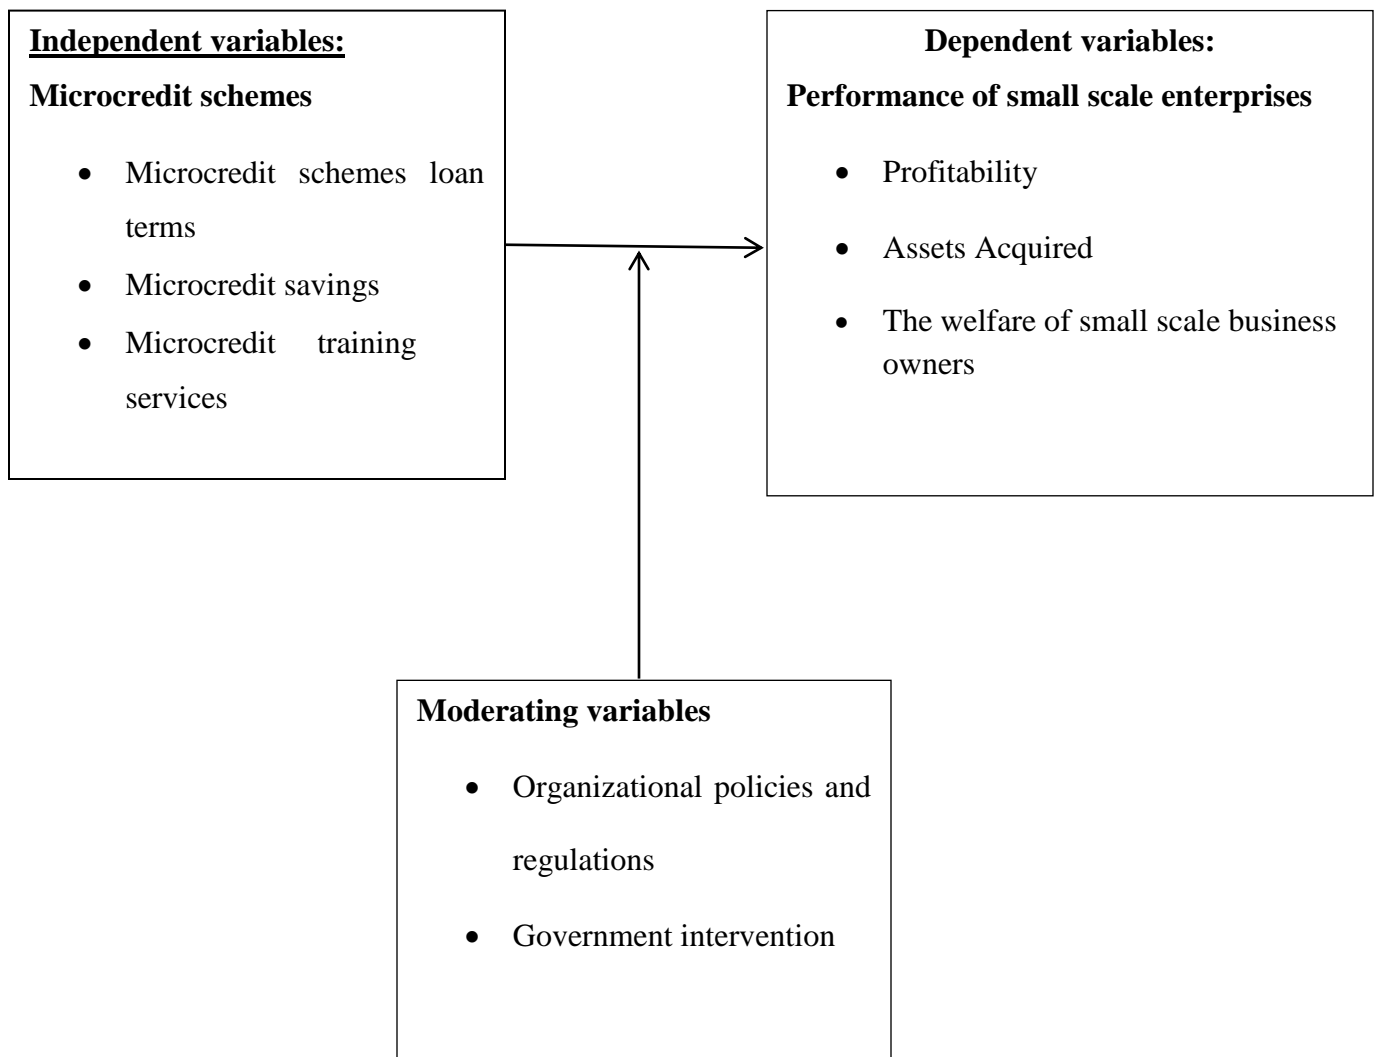 Independent variables:
Microcredit schemes
• Microcredit schemes loan
terms
• Microcredit savings
• Microcredit training
services
Dependent variables:
Performance of small scale enterprises
• Profitability
• Assets Acquired
• The welfare of small scale business
owners
Moderating variables
• Organizational policies and
regulations
• Government intervention